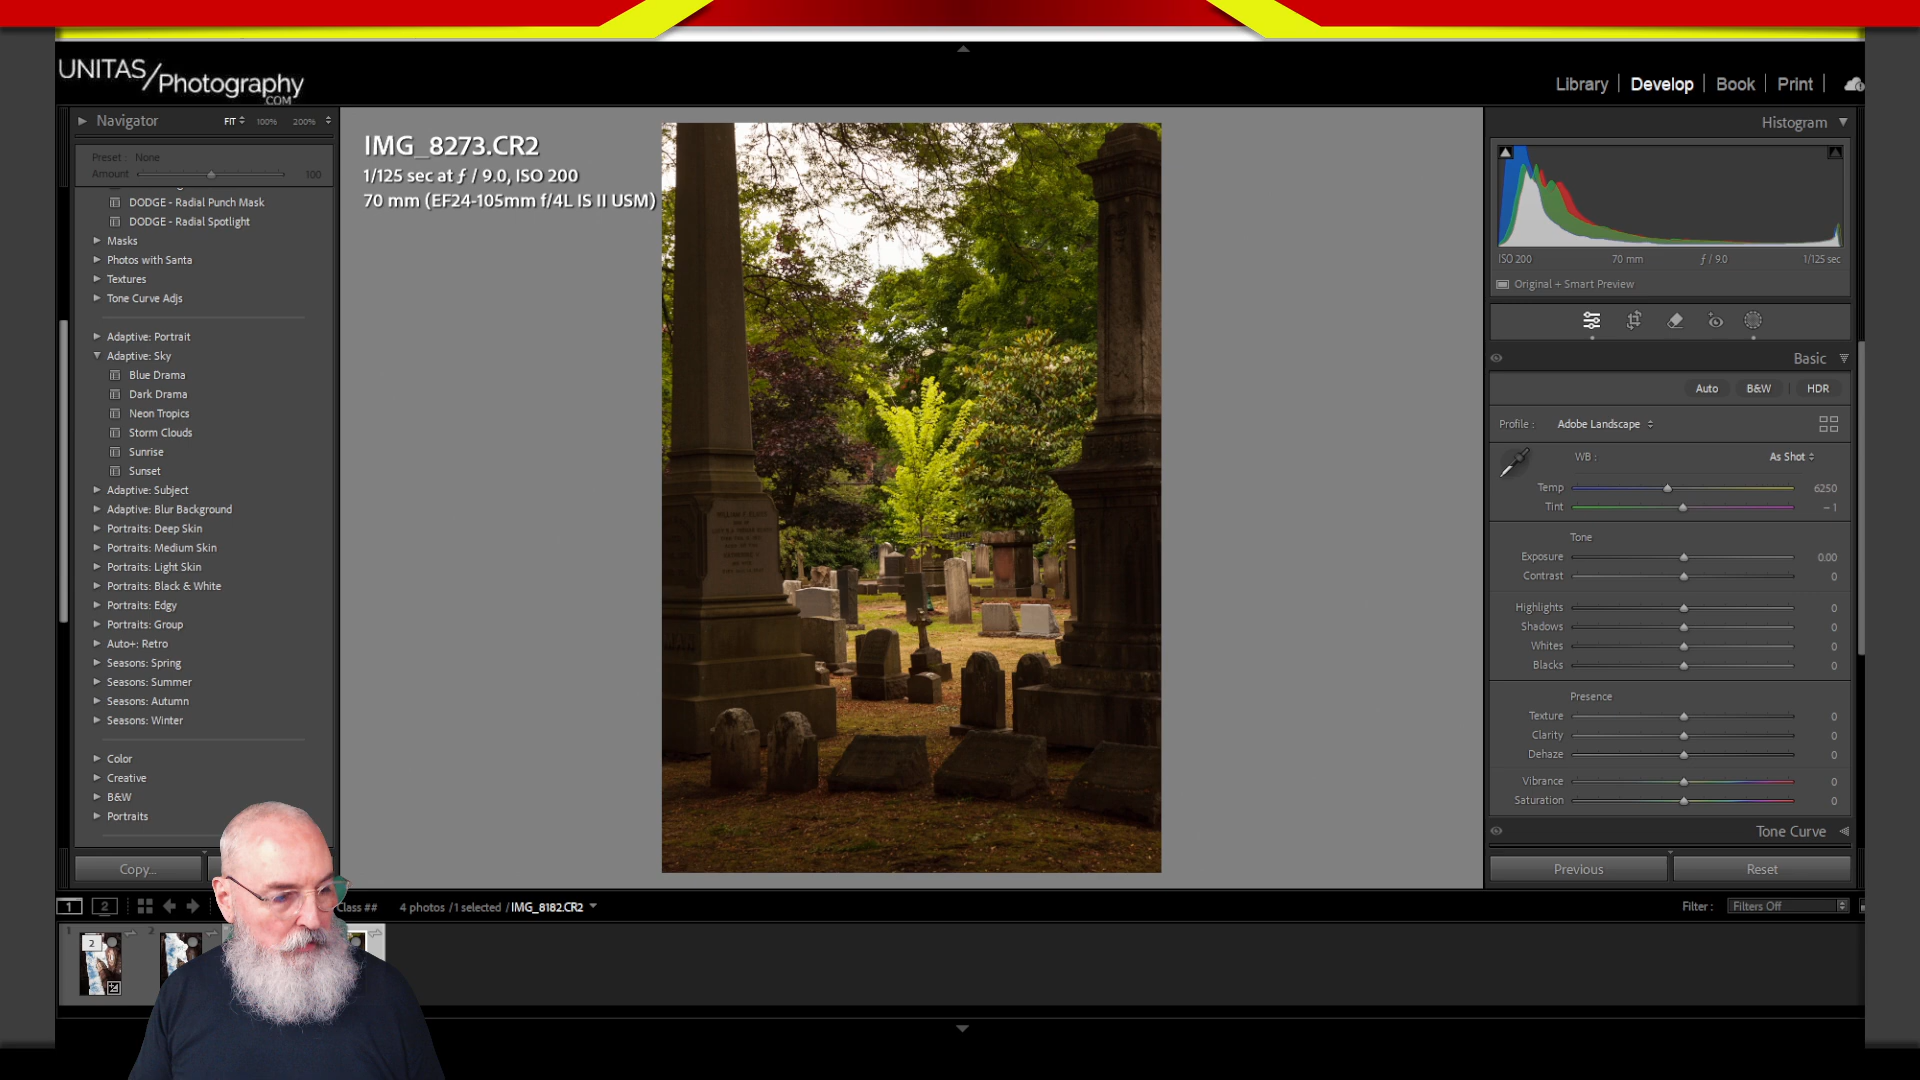 UNITAS/Photography
.COM
Library | Develop | Book | Print |
Navigator FIT 100% 200%
Preset : None
Amount 100
DODGE - Radial Punch Mask
DODGE - Radial Spotlight
Masks
Photos with Santa
Textures
Tone Curve Adjs
Adaptive: Portrait
Adaptive: Sky
Blue Drama
Dark Drama
Neon Tropics
Storm Clouds
Sunrise
Sunset
Adaptive: Subject
Adaptive: Blur Background
Portraits: Deep Skin
Portraits: Medium Skin
Portraits: Light Skin
Portraits: Black & White
Portraits: Edgy
Portraits: Group
Auto+: Retro
Seasons: Spring
Seasons: Summer
Seasons: Autumn
Seasons: Winter
Color
Creative
B&W
Portraits
Copy...
IMG_8273.CR2
1/125 sec at ƒ / 9.0, ISO 200
70 mm (EF24-105mm f/4L IS II USM)
Histogram
ISO 200 70 mm ƒ / 9.0 1/125 sec
Original + Smart Preview
Basic
Auto B&W HDR
Profile : Adobe Landscape
WB : As Shot
Temp 6250
Tint – 1
Tone
Exposure 0.00
Contrast 0
Highlights 0
Shadows 0
Whites 0
Blacks 0
Presence
Texture 0
Clarity 0
Dehaze 0
Vibrance 0
Saturation 0
Tone Curve
Previous Reset
1 2 Class ## 4 photos / 1 selected / IMG_8182.CR2 Filter : Filters Off
1 2
2